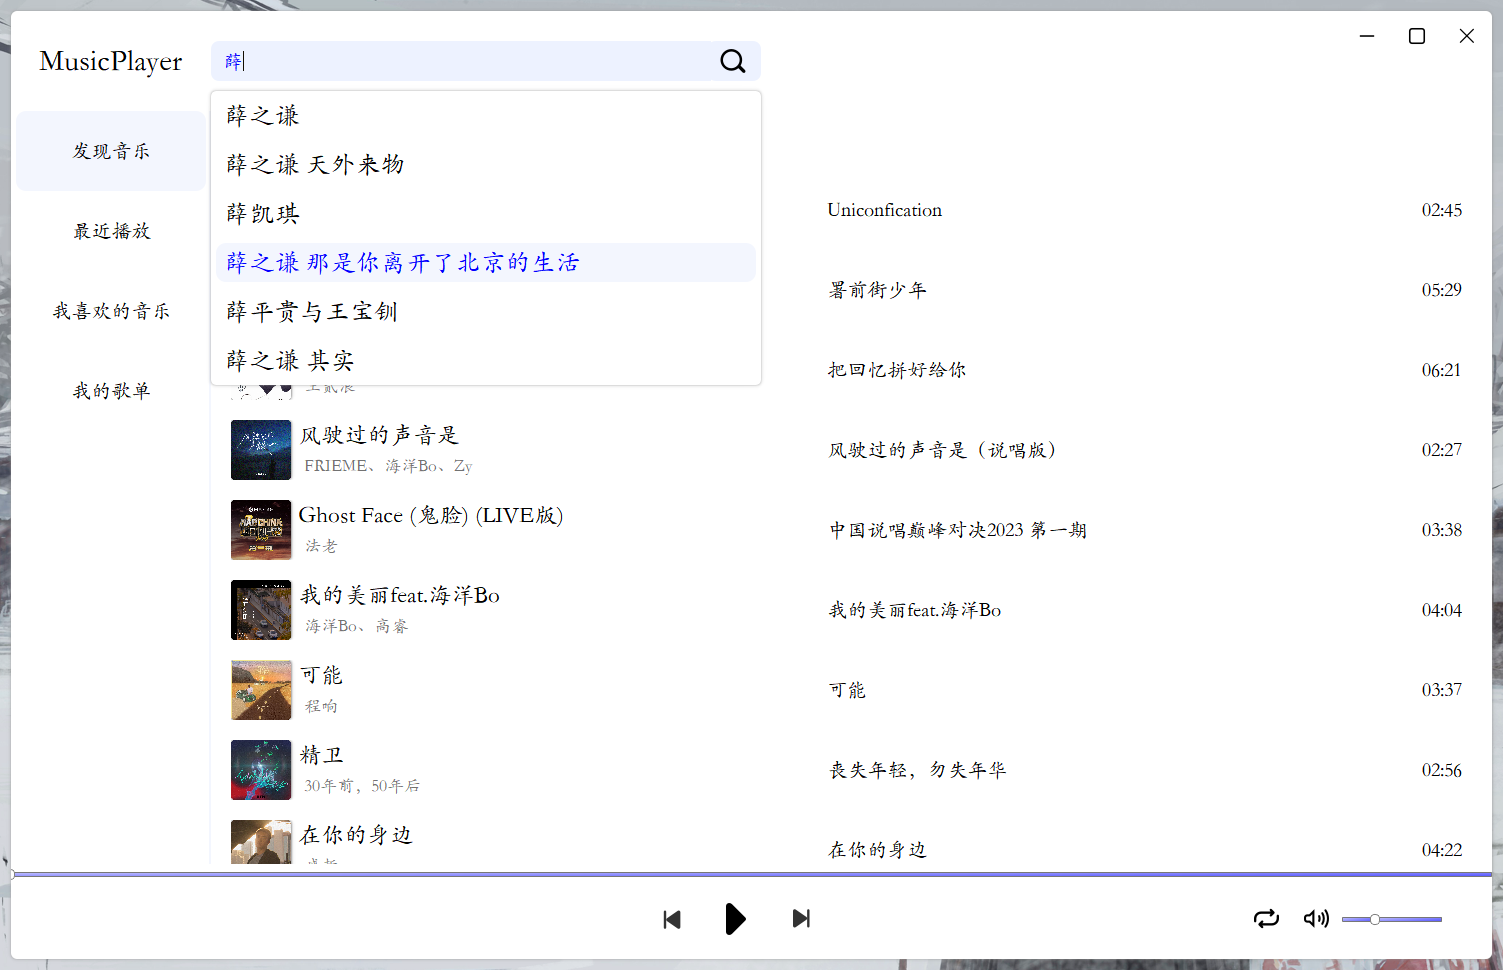 MusicPlayer
薛
发现音乐
最近播放
我喜欢的音乐
我的歌单
薛之谦
薛之谦 天外来物
薛凯琪
薛之谦 那是你离开了北京的生活
薛平贵与王宝钏
薛之谦 其实
Uniconfication 02:45
署前街少年 05:29
把回忆拼好给你 06:21
王贰浪
风驶过的声音是
FRIEME、海洋Bo、Zy
风驶过的声音是（说唱版） 02:27
Ghost Face (鬼脸) (LIVE版)
法老
中国说唱巅峰对决2023 第一期 03:38
我的美丽feat.海洋Bo
海洋Bo、高睿
我的美丽feat.海洋Bo 04:04
可能
程响
可能 03:37
精卫
30年前，50年后
丧失年轻，勿失年华 02:56
在你的身边
在你的身边 04:22